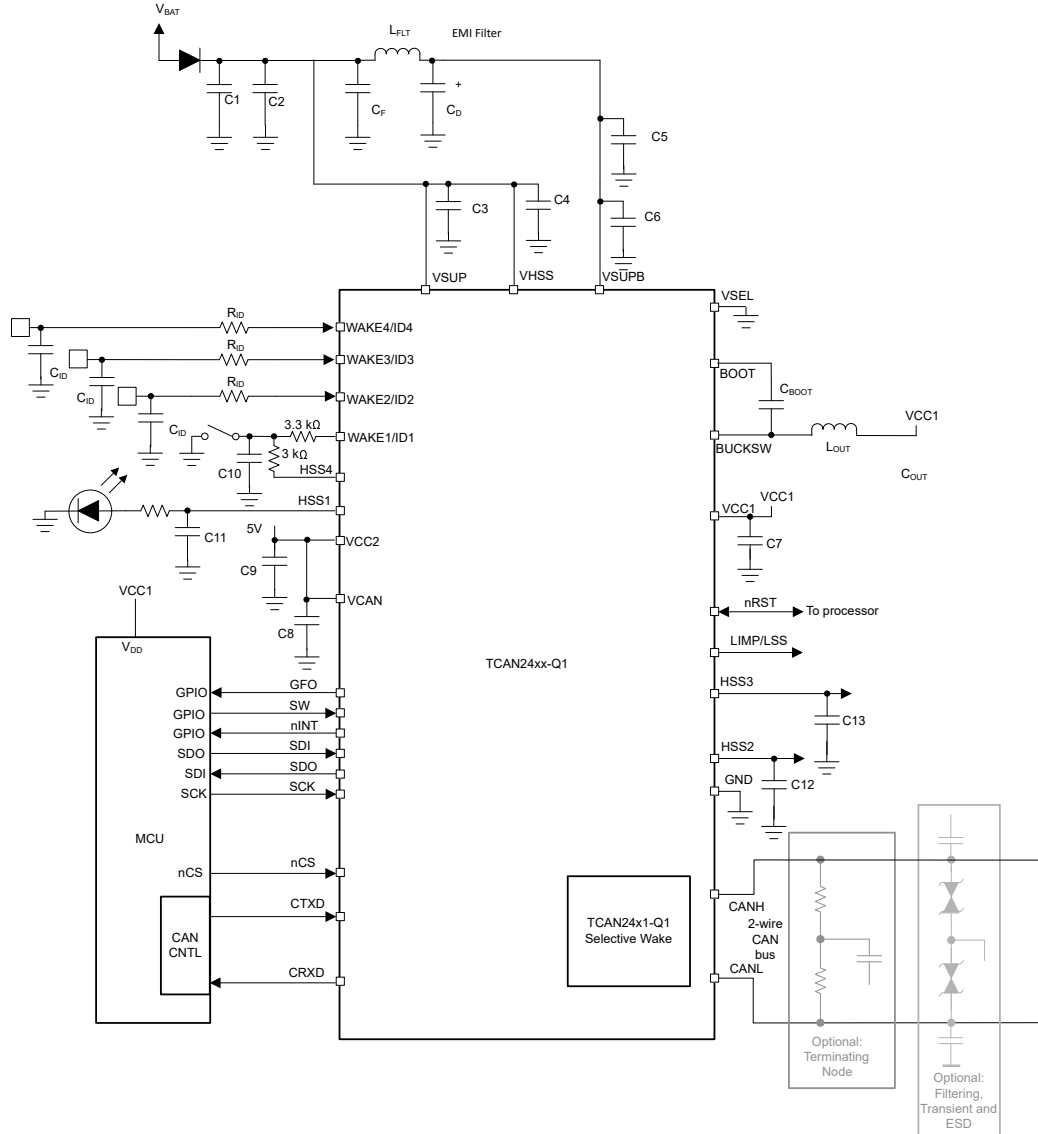 VBAT
LFLT
EMI Filter
C1
C2
CF
+
CD
C5
C3
C4
C6
VSUP
VHSS
VSUPB
VSEL
RID
WAKE4/ID4
CID
RID
WAKE3/ID3
BOOT
CID
RID
WAKE2/ID2
CBOOT
VCC1
CID
3.3 kΩ
WAKE1/ID1
BUCKSW
LOUT
3 kΩ
C10
HSS4
COUT
HSS1
VCC1
VCC1
C11
5V
VCC2
C7
C9
VCC1
VCAN
nRST
To processor
C8
VDD
LIMP/LSS
TCAN24xx-Q1
GPIO
GFO
HSS3
GPIO
SW
C13
GPIO
nINT
SDO
SDI
HSS2
SDI
SDO
GND
C12
SCK
SCK
MCU
nCS
nCS
CANH
CTXD
TCAN24x1-Q1
Selective Wake
2-wire
CAN
bus
CAN
CNTL
CANL
CRXD
Optional:
Terminating
Node
Optional:
Filtering,
Transient and
ESD